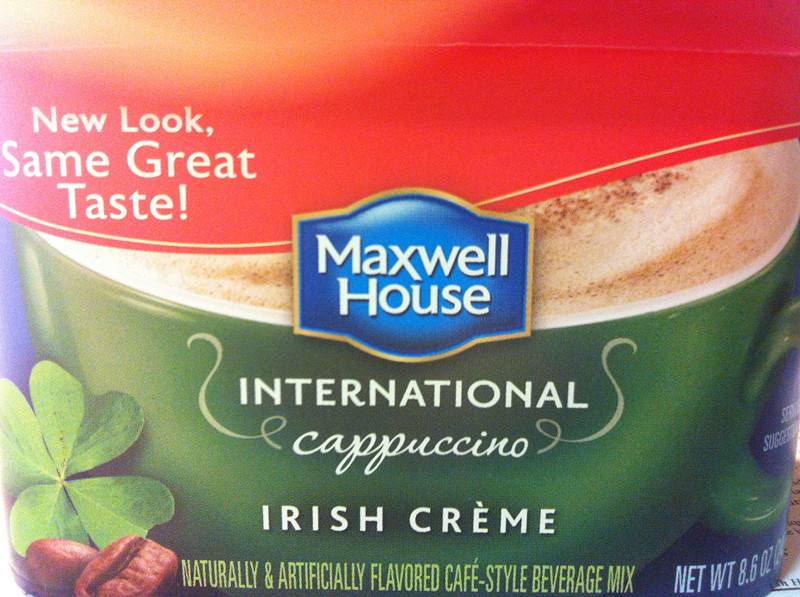 New Look,
Same Great
Taste!
Maxwell
House
INTERNATIONAL
cappuccino
IRISH CRÈME
NATURALLY & ARTIFICIALLY FLAVORED CAFÉ-STYLE BEVERAGE MIX
NET WT 8.6 OZ